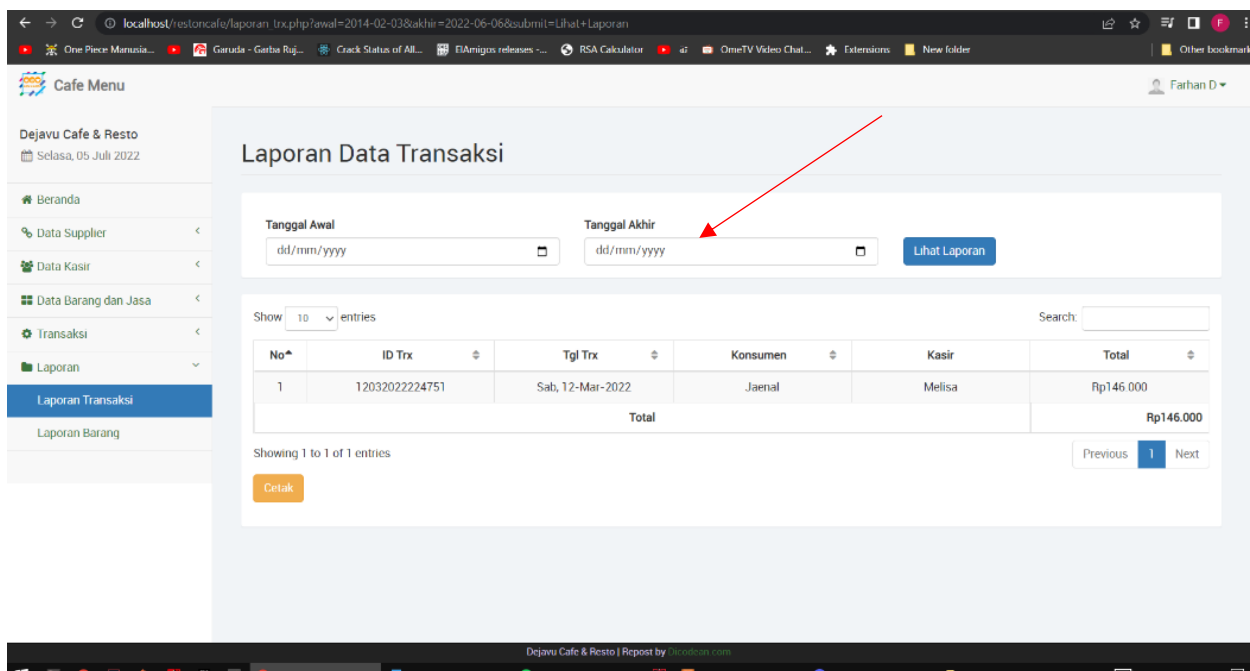 localhost/restoncafe/laporan_trx.php?awal=2014-02-03&akhir=2022-06-06&submit=Lihat+Laporan
One Piece Manusia... Garuda - Garba Ruj... Crack Status of All... ElAmigos releases -... RSA Calculator OmeTV Video Chat... Extensions New folder Other bookmark
Cafe Menu
Farhan D
Dejavu Cafe & Resto
Selasa, 05 Juli 2022
Beranda
Data Supplier
Data Kasir
Data Barang dan Jasa
Transaksi
Laporan
Laporan Transaksi
Laporan Barang
Laporan Data Transaksi
Tanggal Awal Tanggal Akhir
dd/mm/yyyy dd/mm/yyyy Lihat Laporan
Show 10 entries Search:
No ID Trx Tgl Trx Konsumen Kasir Total
1 12032022224751 Sab, 12-Mar-2022 Jaenal Melisa Rp146.000
Total Rp146.000
Showing 1 to 1 of 1 entries Previous 1 Next
Cetak
Dejavu Cafe & Resto | Repost by Dicodean.com